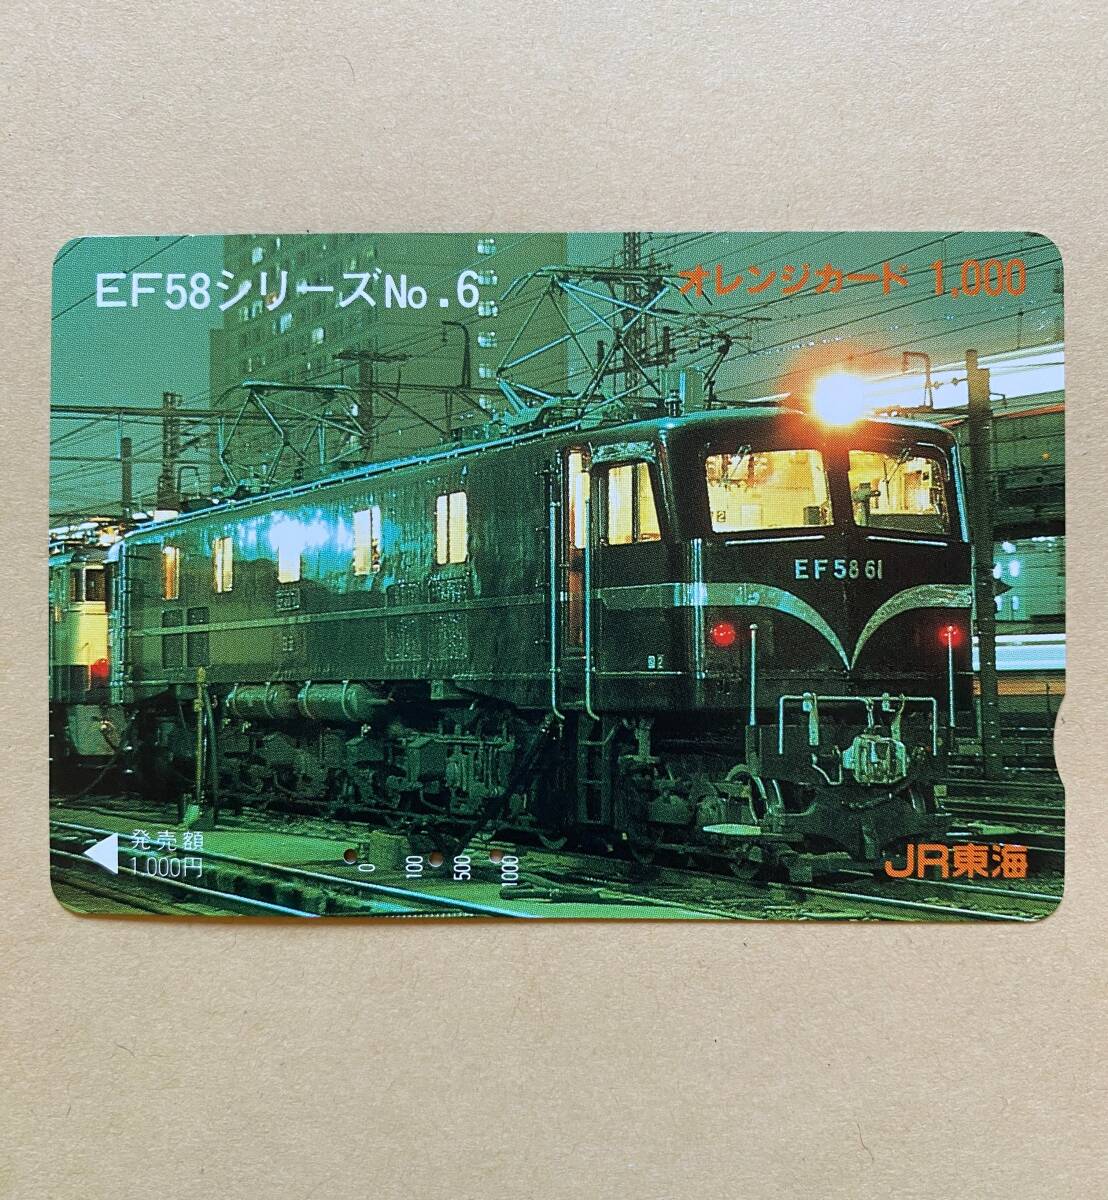 EF58シリーズNo.6
オレンジカード 1,000
2
EF58 61
発売額
1,000円
0 100 500 1000
JR東海